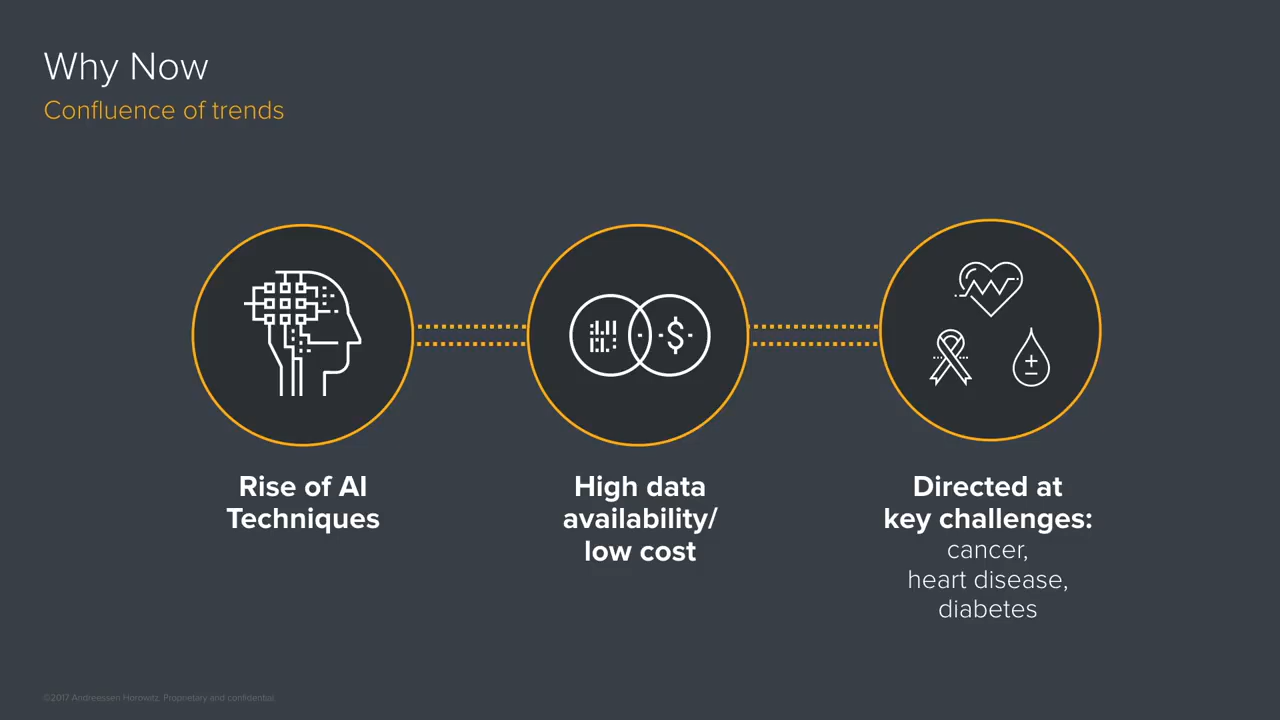 Why Now
Confluence of trends
$
Rise of AI
Techniques
High data
availability/
low cost
Directed at
key challenges:
cancer,
heart disease,
diabetes
©2017 Andreessen Horowitz. Proprietary and confidential.